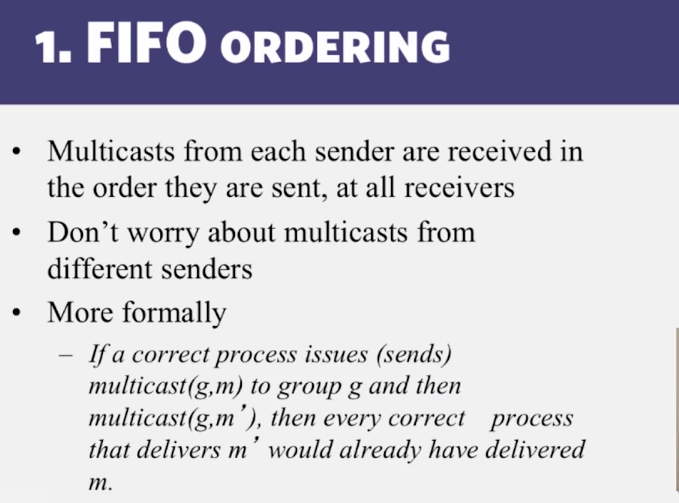 1. FIFO ORDERING
• Multicasts from each sender are received in
the order they are sent, at all receivers
• Don’t worry about multicasts from
different senders
• More formally
– If a correct process issues (sends)
multicast(g,m) to group g and then
multicast(g,m’), then every correct process
that delivers m’ would already have delivered
m.